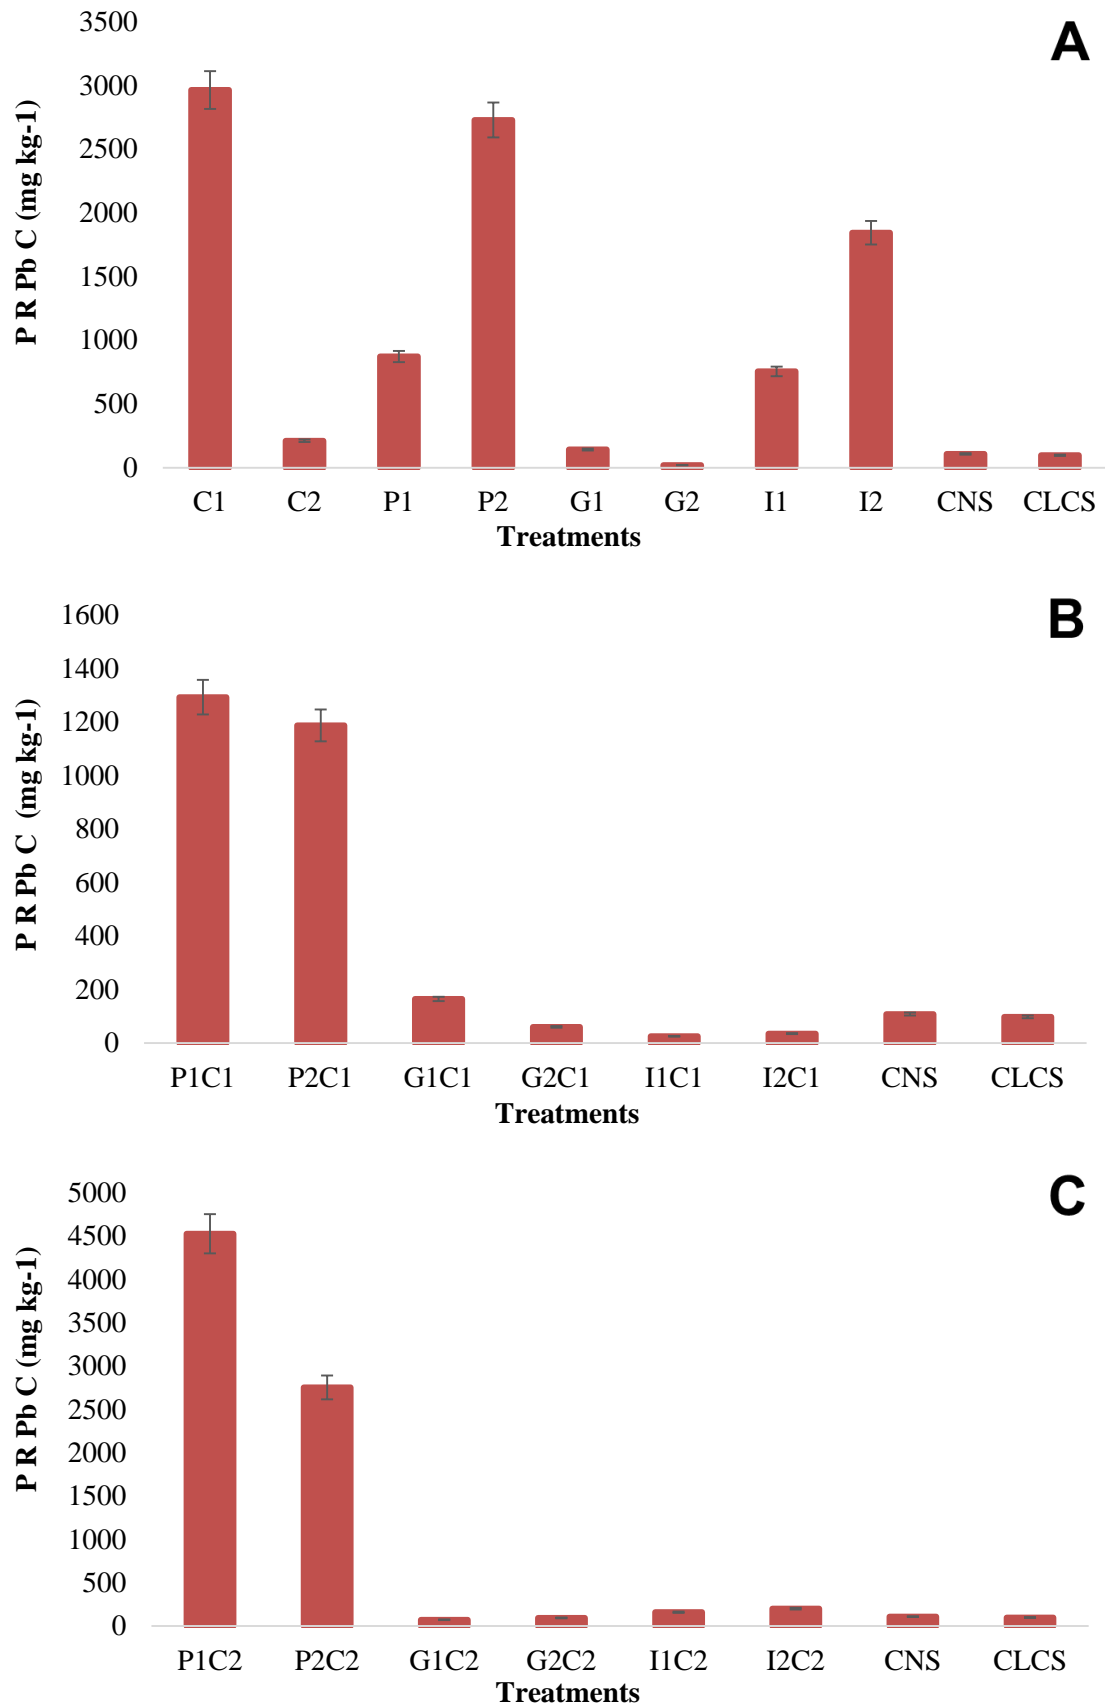 A
3500
3000
2500
2000
1500
1000
500
0
P R Pb C (mg kg-1)
C1 C2 P1 P2 G1 G2 I1 I2 CNS CLCS
Treatments
B
1600
1400
1200
1000
800
600
400
200
0
P R Pb C (mg kg-1)
P1C1 P2C1 G1C1 G2C1 I1C1 I2C1 CNS CLCS
Treatments
C
5000
4500
4000
3500
3000
2500
2000
1500
1000
500
0
P R Pb C (mg kg-1)
P1C2 P2C2 G1C2 G2C2 I1C2 I2C2 CNS CLCS
Treatments